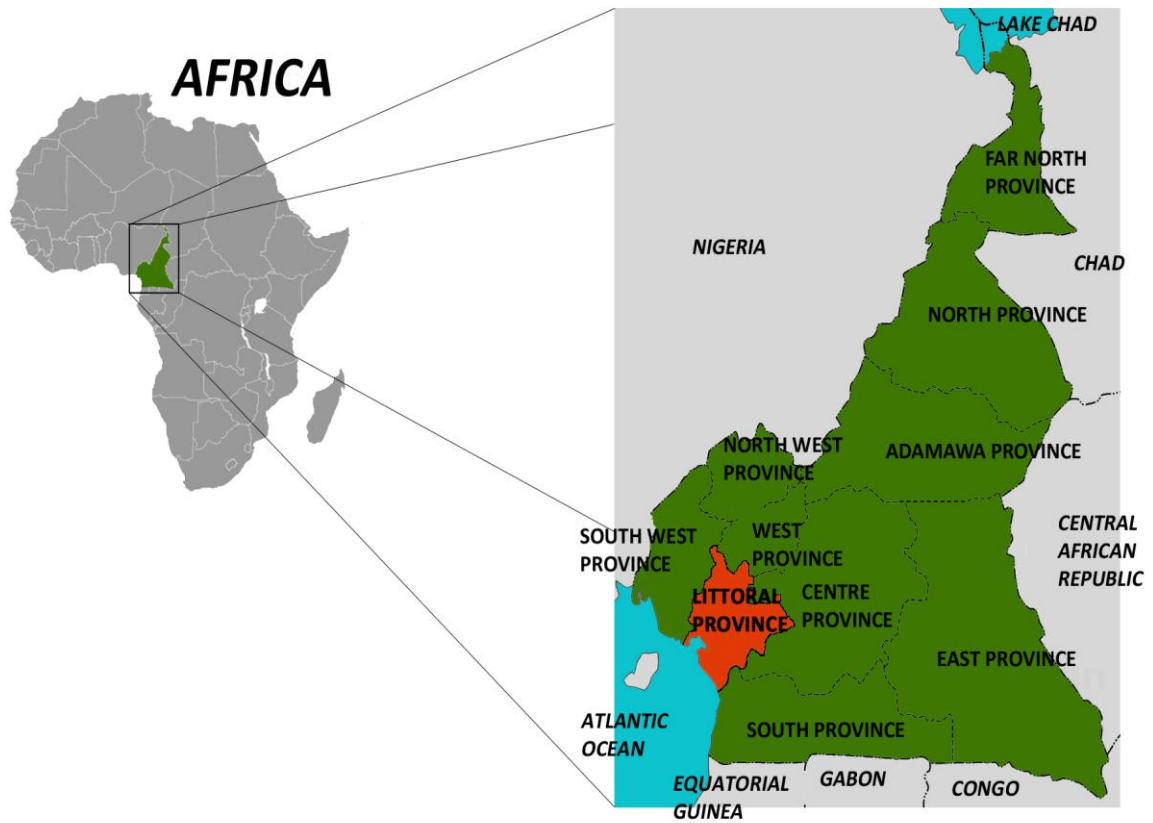 AFRICA
LAKE CHAD
FAR NORTH
PROVINCE
NIGERIA
CHAD
NORTH PROVINCE
NORTH WEST
PROVINCE
ADAMAWA PROVINCE
SOUTH WEST
PROVINCE
WEST
PROVINCE
CENTRAL
AFRICAN
REPUBLIC
LITTORAL
PROVINCE
CENTRE
PROVINCE
EAST PROVINCE
ATLANTIC
OCEAN
SOUTH PROVINCE
EQUATORIAL
GUINEA
GABON
CONGO